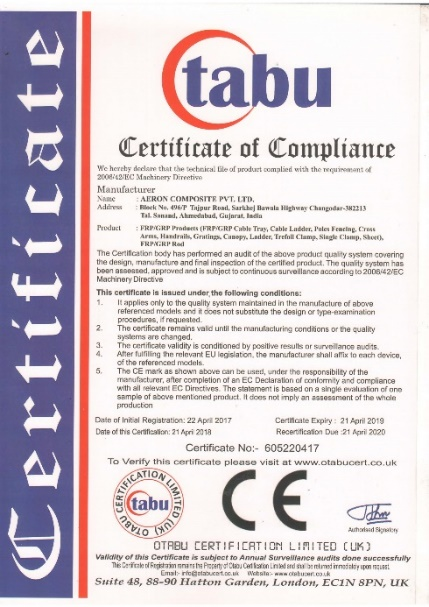 Certificate
Otabu
Certificate of Compliance
We hereby declare that the technical file of product complied with the requirement of
2008/42/EC Machinery Directive
Manufacturer
Name : AERON COMPOSITE PVT. LTD.
Address : Block No. 496/P Tajpur Road, Sarkhej Bawala Highway Changodar-382213
Tal. Sanand, Ahmedabad, Gujarat, India
Product : FRP/GRP Products (FRP/GRP Cable Tray, Cable Ladder, Poles Fencing, Cross
Arms, Handrails, Gratings, Canopy, Ladder, Trefoil Clamp, Single Clamp, Sheet),
FRP/GRP Rod
The Certification body has performed an audit of the above product quality system covering
the design, manufacture and final inspection of the certified product. The quality system has
been assessed, approved and is subject to continuous surveillance according to 2008/42/EC
Machinery Directive
This certificate is issued under the following conditions:
1. It applies only to the quality system maintained in the manufacture of above
referenced models and it does not substitute the design or type-examination
procedures, if requested.
2. The certificate remains valid until the manufacturing conditions or the quality
systems are changed.
3. The certificate validity is conditioned by positive results or surveillance audits.
4. After fulfilling the relevant EU legislation, the manufacturer shall affix to each device,
of the referenced models.
5. The CE mark as shown above can be used, under the responsibility of the
manufacturer, after completion of an EC Declaration of conformity and compliance
with all relevant EC Directives. The statement is based on a single evaluation of one
sample of above mentioned product. It does not imply an assessment of the whole
production
Date of Initial Registration: 22 April 2017 Certificate Expiry : 21 April 2019
Date of this Certification: 21 April 2018 Recertification Due :21 April 2020
Certificate No:- 605220417
To Verify this certificate please visit at www.otabucert.co.uk
OTABU CERTIFICATION LIMITED (UK)
Otabu
CE
Authorised Signatory
OTABU CERTIFICATION LIMITED (UK)
Validity of this Certificate is subject to Annual Surveillance audits done successfully
This Certificate of Registration remains the Property of Otabu Certification Limited and shall be returned immediately upon request.
Email:- info@otabucert.co.uk Website:- www.otabucert.co.uk
Suite 48, 88-90 Hatton Garden, London, EC1N 8PN, UK